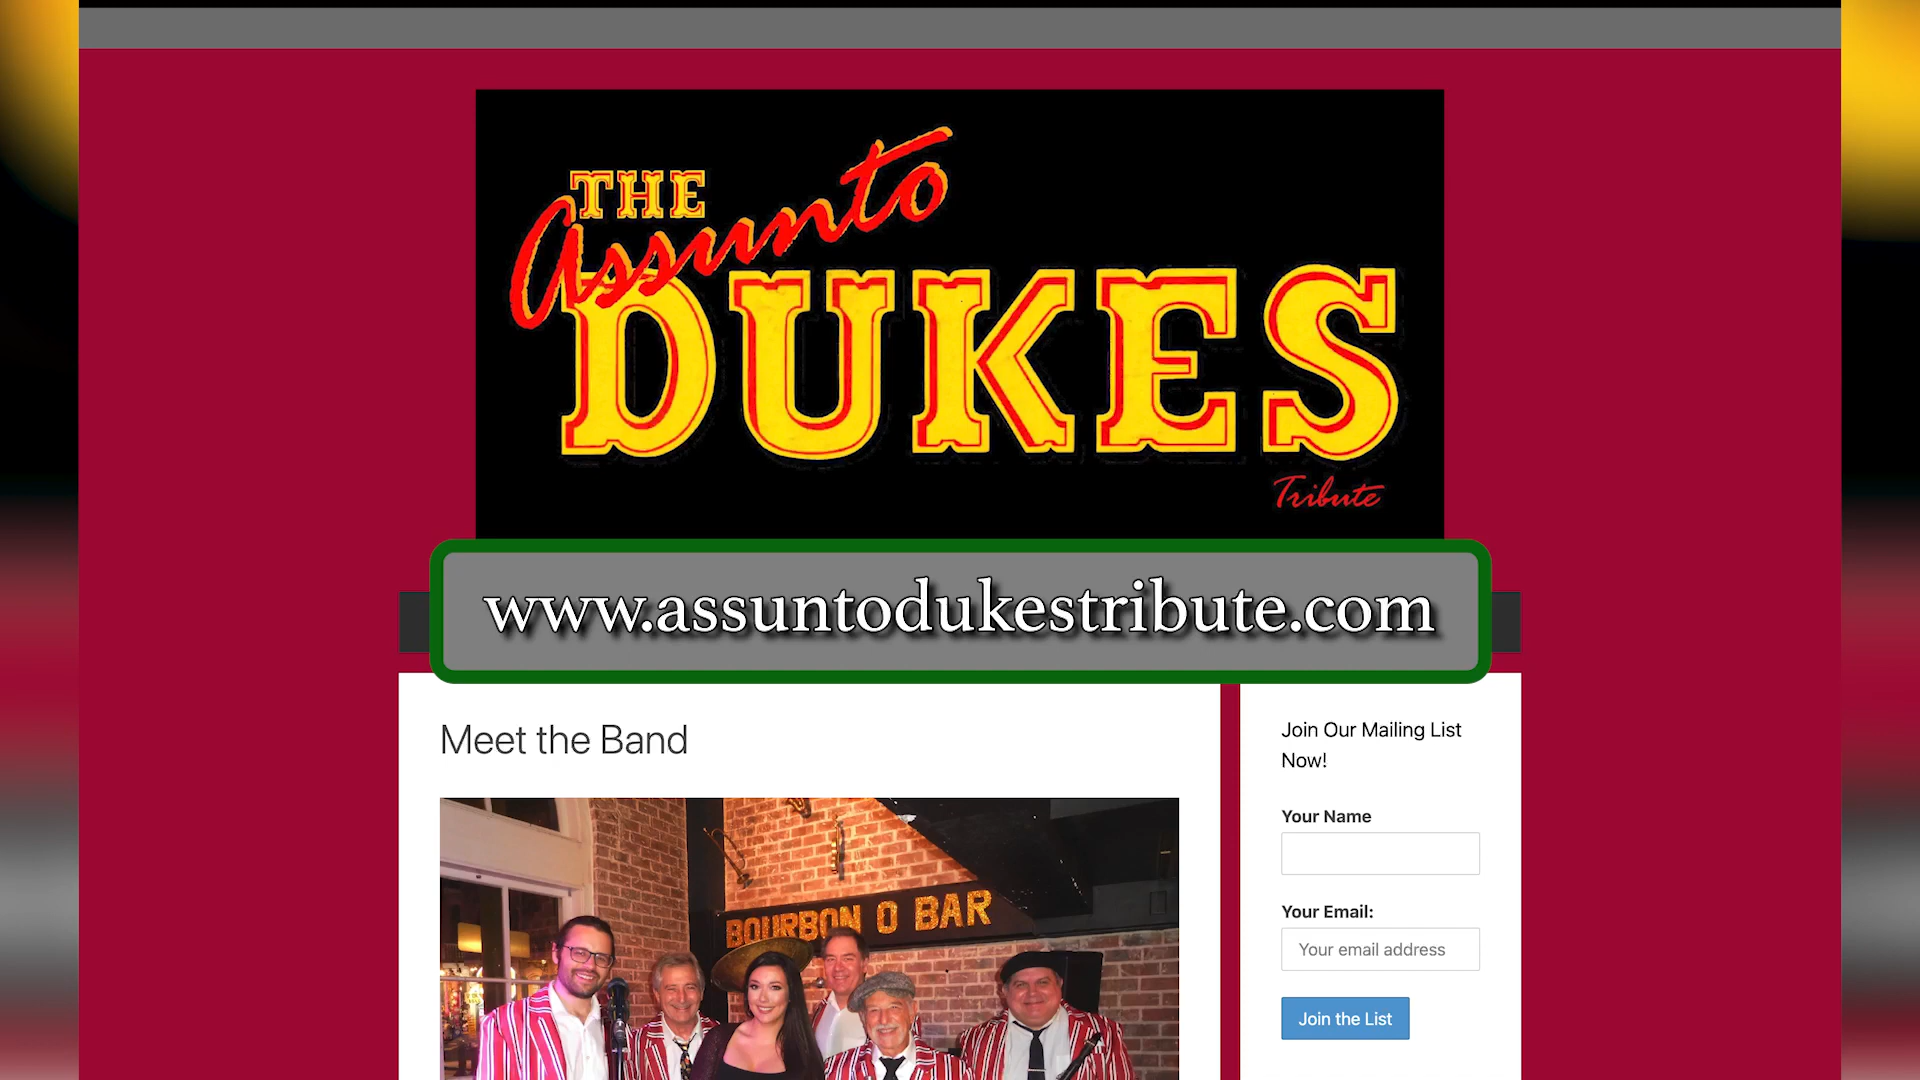 THE
Assunto
DUKES
Tribute
www.assuntodukestribute.com
Meet the Band
Join Our Mailing List
Now!
Your Name
Your Email:
Your email address
Join the List
BOURBON O BAR